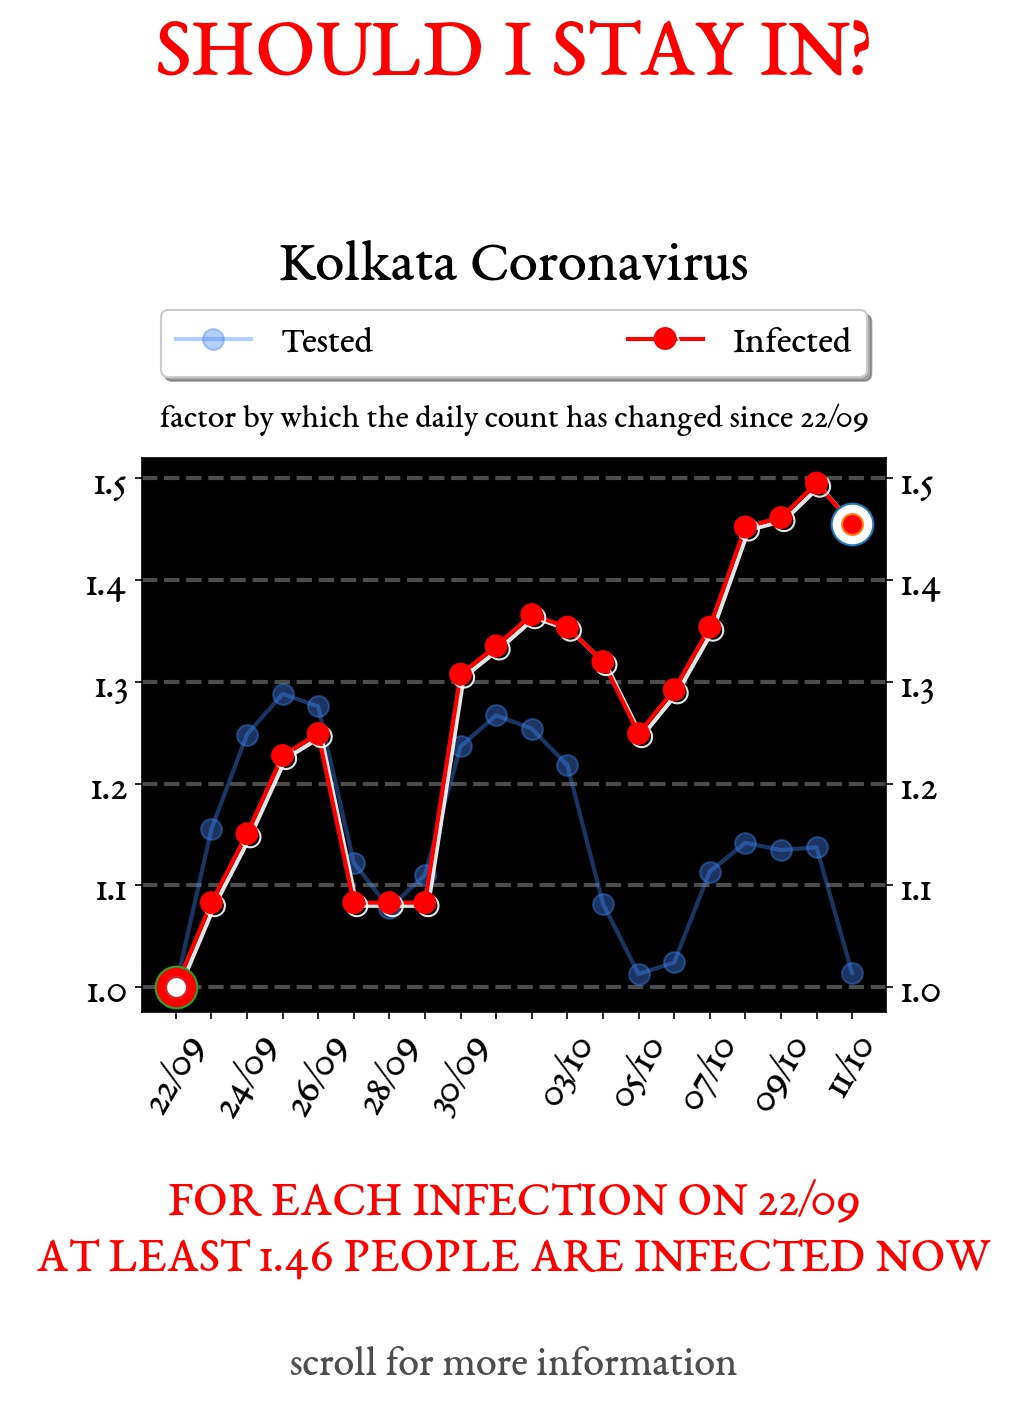 SHOULD I STAY IN?
Kolkata Coronavirus
Tested Infected
factor by which the daily count has changed since 22/09
1.5 1.5
1.4 1.4
1.3 1.3
1.2 1.2
1.1 1.1
1.0 1.0
22/09 24/09 26/09 28/09 30/09 03/10 05/10 07/10 09/10 11/10
FOR EACH INFECTION ON 22/09
AT LEAST 1.46 PEOPLE ARE INFECTED NOW
scroll for more information